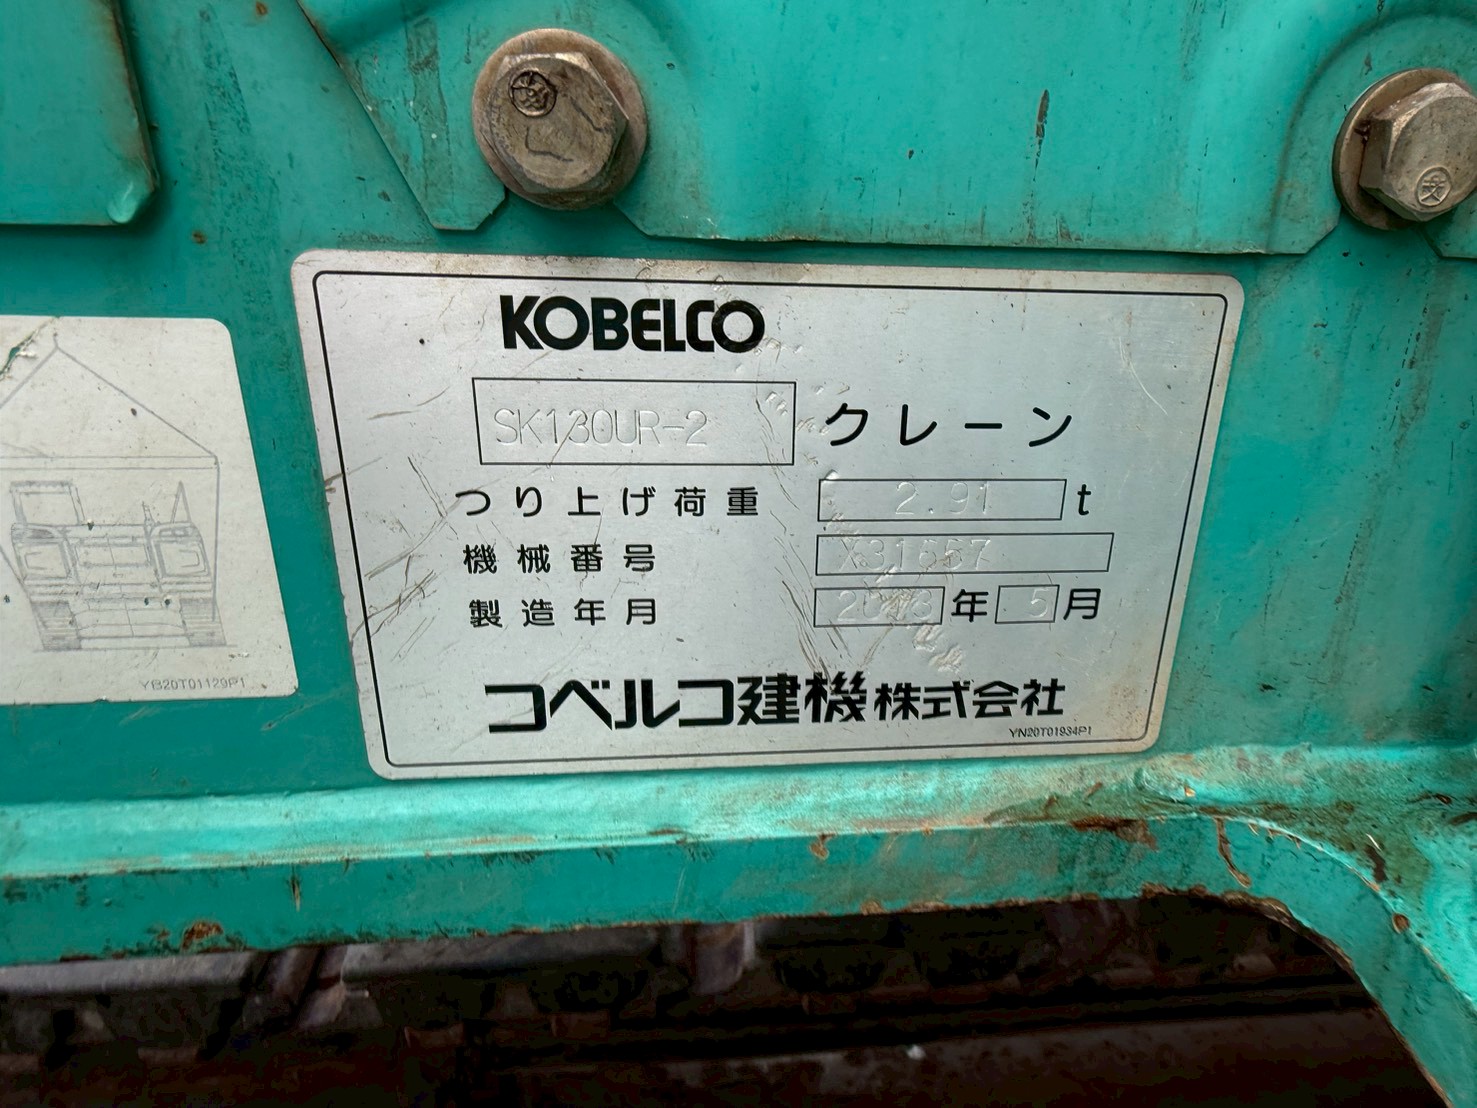 KOBELCO
SK130UR-2 クレーン
つり上げ荷重 2.91 t
機械番号 X31657
製造年月 年 5 月
コベルコ建機株式会社
YN20T01934P1
YB20T01129P1